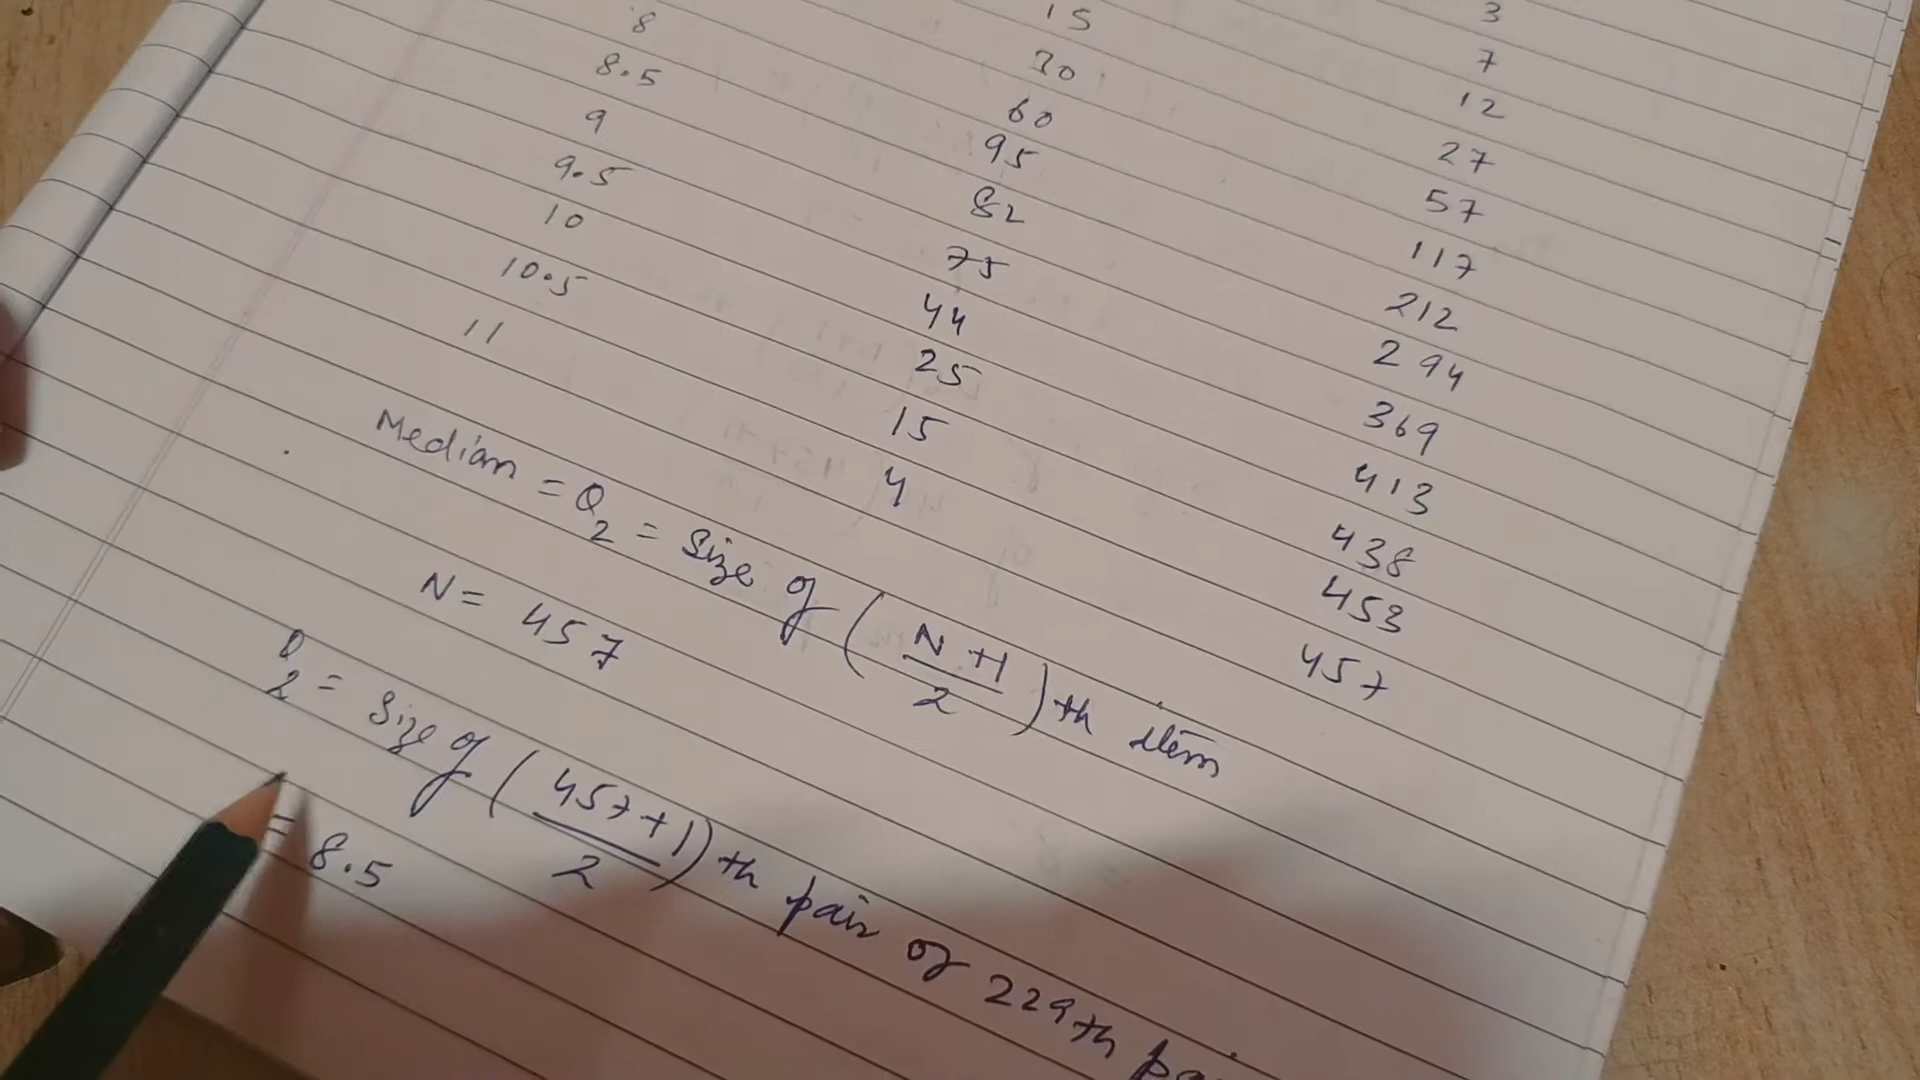 3
7
12
15 27
30 57
60 117
8 95 212
8.5 82 294
9 75 369
9.5 44 413
10 25 438
10.5 15 453
11 4 457
Median = Q2 = Size of (N+1/2)th item
N = 457
Q2 = Size of (457+1/2)th pair or 229th pa
= 8.5